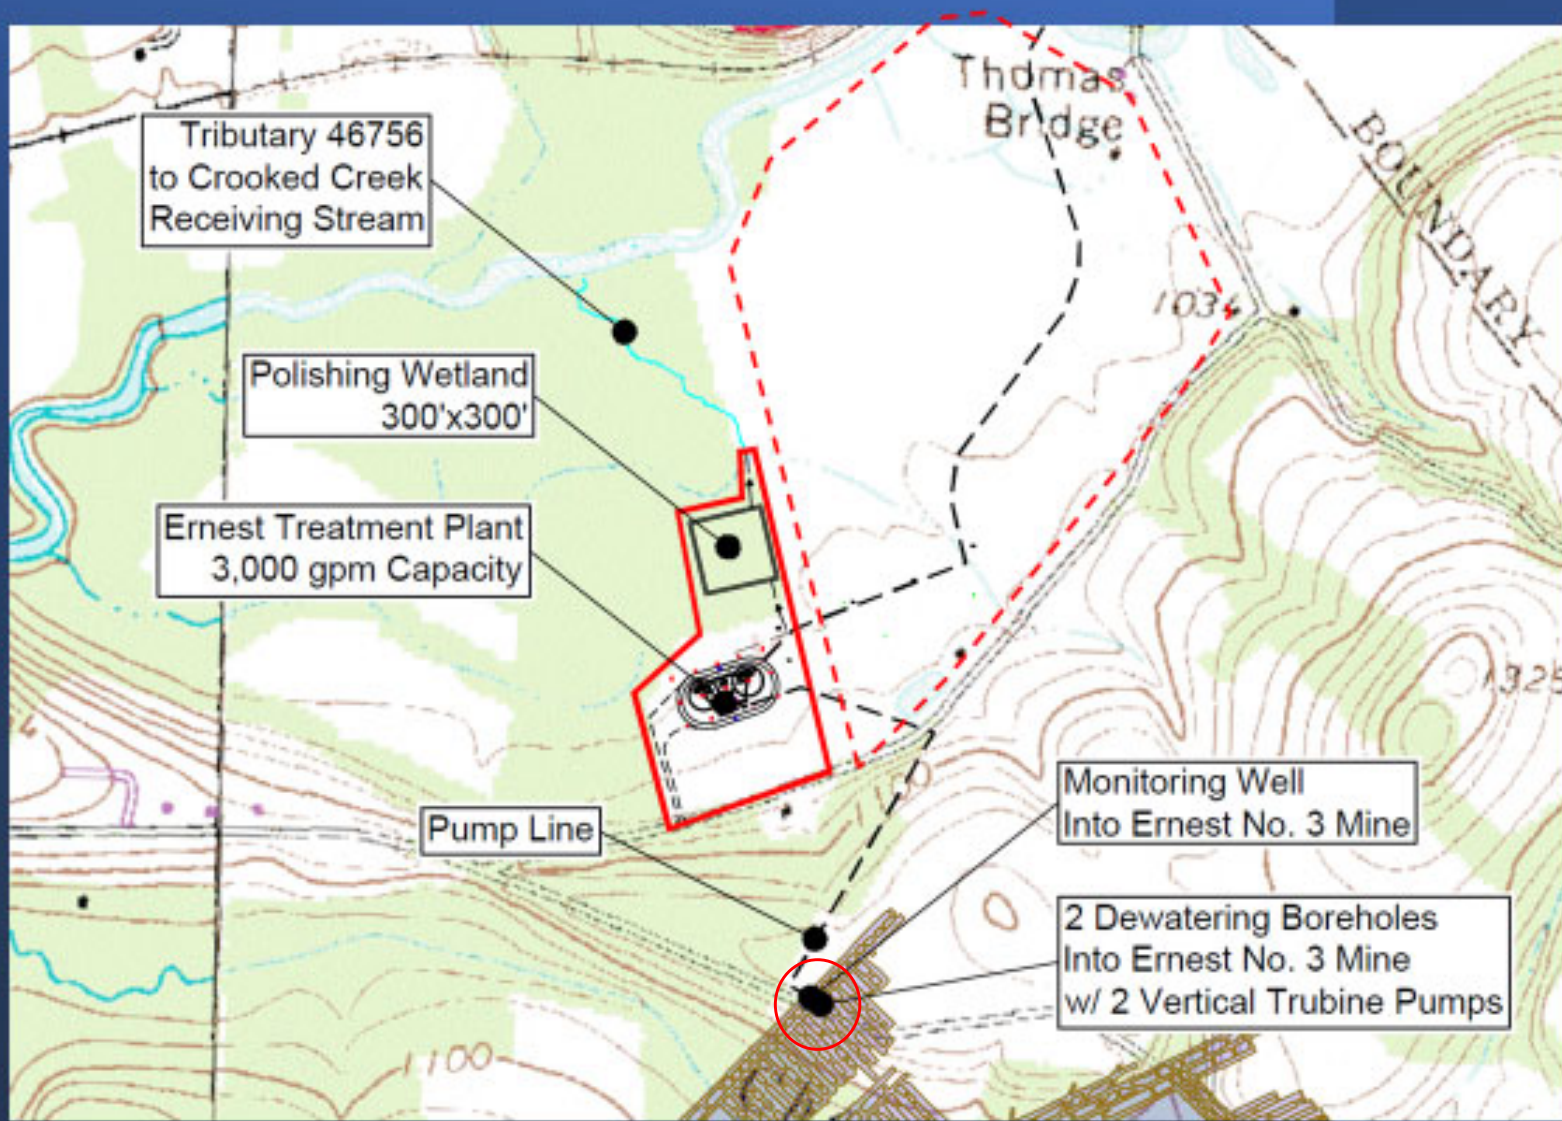 Thomas
Bridge
BOUNDARY
Tributary 46756
to Crooked Creek
Receiving Stream
1034
Polishing Wetland
300'x300'
Ernest Treatment Plant
3,000 gpm Capacity
1325
Monitoring Well
Into Ernest No. 3 Mine
Pump Line
2 Dewatering Boreholes
Into Ernest No. 3 Mine
w/ 2 Vertical Trubine Pumps
1100